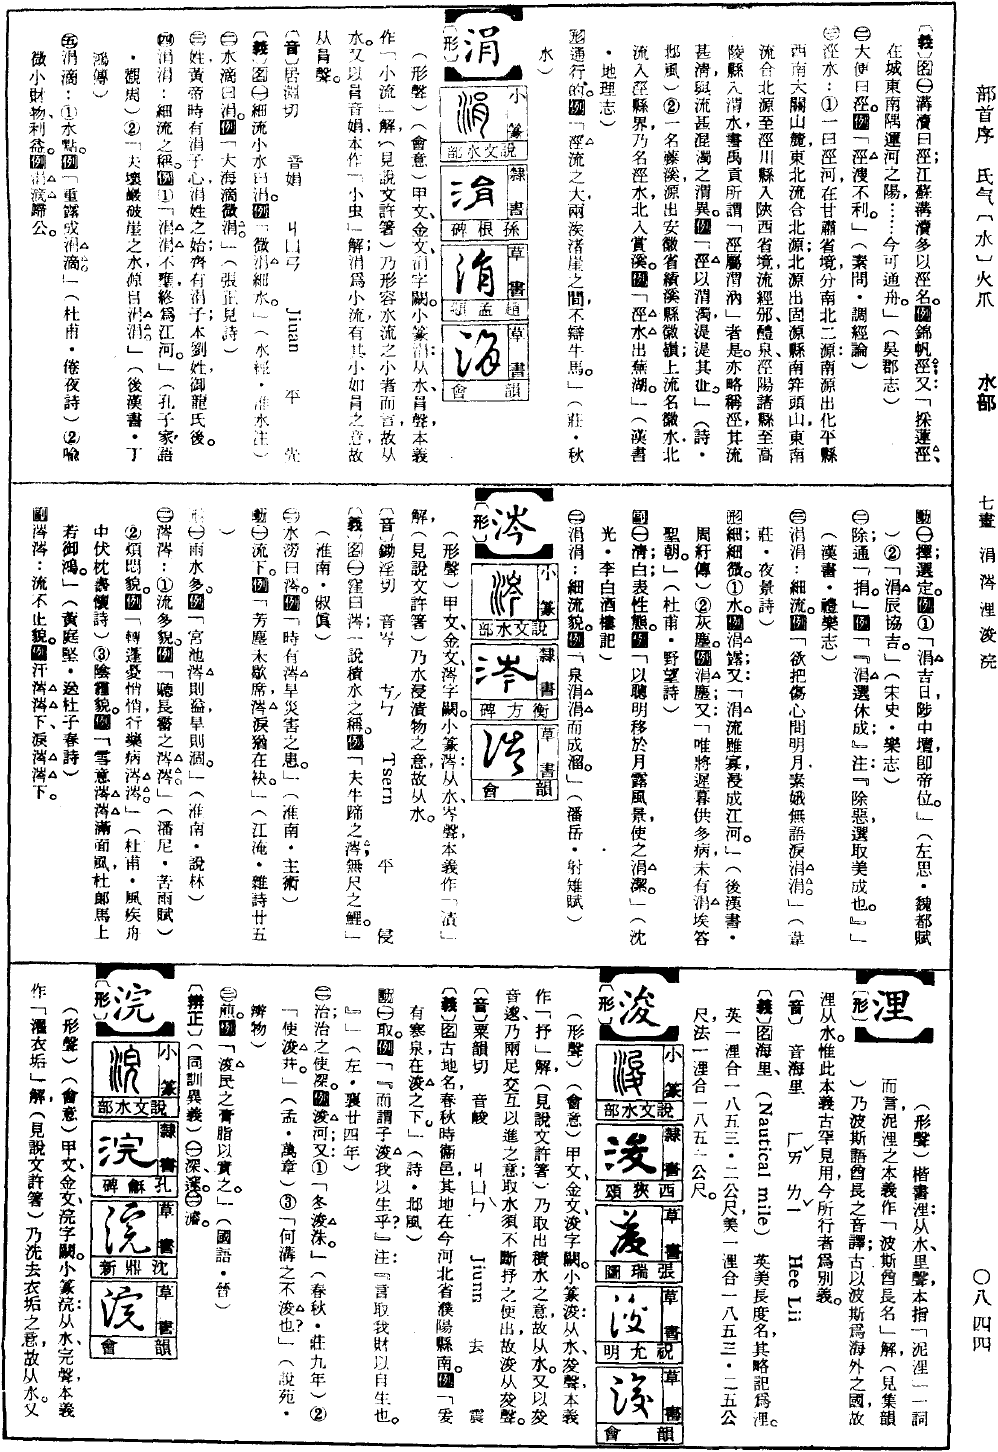 部首序 氏气〔水〕火爪 水部 七畫 涓涔浬浚浣 〇八四四
〔義〕图㊀溝瀆曰涇;江蘇溝瀆多以涇名。例錦帆涇;又「採蓮涇、
在城東南隅運河之陽……今可通舟。」(吳郡志)
㊁大便曰涇。例「涇溲不利。」(素問・調經論)
㊂涇水:①一曰涇河在甘肅省境,分南北二源;南源出化平縣
西南大關山麓,東北流合北源;北源出固原縣南笄頭山,東南
流合北源至涇川縣入陝西省境,流經邠、醴泉、涇陽諸縣至高
陵縣入渭水,書禹貢所謂「涇屬渭汭」者是。亦略稱涇。其流
甚清,與流甚混濁之渭異。例「涇以渭濁,湜湜其沚。」(詩・
邶風)②一名藤溪,源出安徽省績溪縣徽嶺;上流名徽水,北
流入涇縣界乃名涇水,北入賞溪。例「涇水出蕪湖。」(漢書
・地理志)
通行的。例「涇流之大,兩涘渚崖之間,不辯牛馬。」(莊・秋
水)
涓
〔形〕
小篆 說文水部
隸書 孫根碑
草書 趙孟頫
草書 韻會
(形聲)(會意)甲文、金文涓字闕。小篆涓:从水、肙聲,本義
作「小流」解(見說文許箸)乃形容水流之小者而言,故从
水。又以肙音娟,本作「小虫」解,涓爲小流,有其小如肙之意,故
从肙聲。
〔音〕居淵切 音娟 ㄐㄩㄢ Jiuan 平 先
〔義〕图㊀細流小水曰涓。例「微涓細水。」(水經・淮水注)
㊁水滴曰涓。例「大海滴微涓。」(張正見詩)
㊂姓,黃帝時有涓子心,涓姓之始;齊有涓子,本劉姓,御龍氏後。
㊃涓涓:細流之稱。例①「涓涓不壅,終爲江河。」(孔子家語
・觀周)②「夫壞巖破崖之水,源自涓涓。」(後漢書・丁
鴻傳)
㊄涓滴:①水點。例「重露成涓滴。」(杜甫・倦夜詩)②喻
微小財物、利益。例涓滴歸公。
動㊀擇;選定。例①「涓吉日,陟中壇,卽帝位。」(左思・魏都賦
)②「涓辰協吉。」(宋史・樂志)
㊁除;通「捐。」例「『涓選休成』注:『除惡選取美成也。』」
(漢書・禮樂志)
㊂涓涓:細流。例「欲把傷心問明月,素娥無語淚涓涓。」(韋
莊・夜景詩)
形細;細微。①水。例涓露;又「涓流雖寡,浸成江河。」(後漢書・
周紆傳)②灰塵。例涓塵;又「唯將遲暮供多病,未有涓埃答
聖朝。」(杜甫・野望詩)
㊁涓涓:細流貌。例「泉涓涓而成溜。」(潘岳・射雉賦)
副㊀清;白;表性態。例「以聽明移於月露風景,使之涓潔。」(沈
光・李白酒樓記)
涔
〔形〕
小篆 說文水部
隸書 衡方碑
草書 韻會
(形聲)甲文、金文涔字闕。小篆涔:从水、岑聲,本義作「漬」
解,(見說文許箸)乃水浸漬物之意,故从水。
〔音〕鋤淫切 音岑 ㄘㄣ Tsern 平 侵
〔義〕图㊀窪曰涔;一說積水之稱。例「夫牛蹄之涔,無尺之鯉。」
(淮南・俶眞)
㊁水澇曰涔。例「時有涔旱災害之患。」(淮南・主術)
動㊀流下。例「芳塵未歇席,涔淚猶在袂。」(江淹・雜詩廿五
)
形㊀雨水多。例「宮池涔則溢,旱則涸。」(淮南・說林)
㊁涔涔:①流多貌。例「聽長霤之涔涔。」(潘尼・苦雨賦)
②煩悶貌。例「轉蓬憂悄悄,行藥病涔涔。」(杜甫・風疾舟
中伏枕書懷詩)③陰霾貌。例「雪意涔涔滿面風,杜郎馬上
若御鴻。」(黃庭堅・送杜子春詩)
副涔涔:流不止貌。例汗涔涔下,淚涔涔下。
浬
〔形〕
(形聲)楷書浬:从水、里聲,本指「泥浬」一詞
而言,泥浬之本義作「波斯酋長名」解(見集韻
)乃波斯語酋長之音譯;古以波斯爲海外之國,故
浬从水。惟此本義古罕見用,今所行者爲別義。
〔音〕 音海里 ㄏㄞ ㄌㄧ Hee Lii
〔義〕图海里,(Nautical mile) 英美長度名,其略記爲浬。
英一浬合一八五三・二公尺;美一浬合一八五三・二五公
尺;法一浬合一八五一公尺。
浚
〔形〕
小篆 說文水部
隸書 西狹頌
草書 張瑞圖
草書 祝允明
草書 韻會
(形聲)(會意)甲文、金文浚字闕。小篆浚:从水、夋聲,本義
作「抒」解,(見說文許箸)乃取出積水之意,故从水。又以夋
音逡,乃兩足交互以進之意;取水須不斷抒之使出,故浚从夋聲。
〔音〕粟韻切 音峻 ㄐㄩㄣ Jiunn 去 震
〔義〕图古地名,春秋時衞邑,其地在今河北省濮陽縣南。例「爰
有寒泉,在浚之下。」(詩・邶風)
動㊀取。例「『而謂子浚我以生乎?』注:『言取我財以自生也。
』」(左・襄廿四年)
㊁治;治之使深。例浚河;又①「冬浚洙。」(春秋・莊九年)②
「使浚井。」(孟・萬章)③「何溝之不浚也?」(說苑・
辨物)
㊂煎。例「浚民之膏脂以實之。」(國語・晉)
〔辨正〕(同訓異義)㊀深、邃。㊁濬。
浣
〔形〕
小篆 說文水部
隸書 孔龢碑
草書 沈鼎新
草書 韻會
(形聲)(會意)甲文、金文浣字闕。小篆浣:从水、完聲,本義
作「濯衣垢」解(見說文許箸)乃洗去衣垢之意,故从水。又